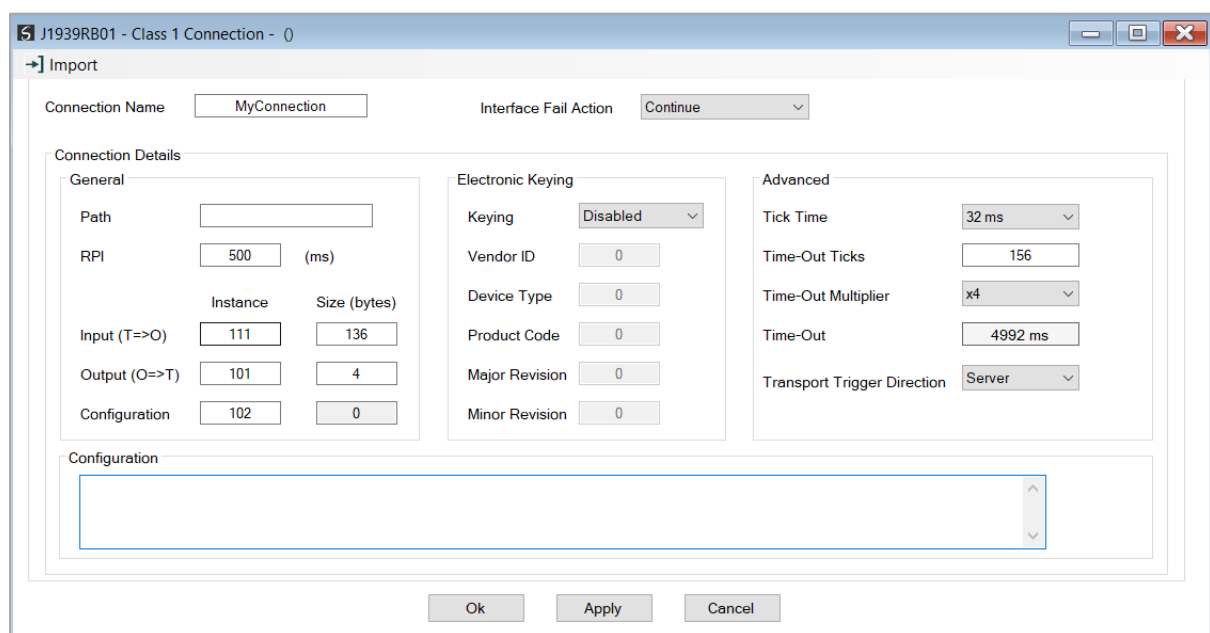 J1939RB01 - Class 1 Connection - ()
Import
Connection Name MyConnection Interface Fail Action Continue
Connection Details
General Electronic Keying Advanced
Path Keying Disabled Tick Time 32 ms
RPI 500 (ms) Vendor ID 0 Time-Out Ticks 156
Instance Size (bytes) Device Type 0 Time-Out Multiplier x4
Input (T=>O) 111 136 Product Code 0 Time-Out 4992 ms
Output (O=>T) 101 4 Major Revision 0 Transport Trigger Direction Server
Configuration 102 0 Minor Revision 0
Configuration
Ok Apply Cancel